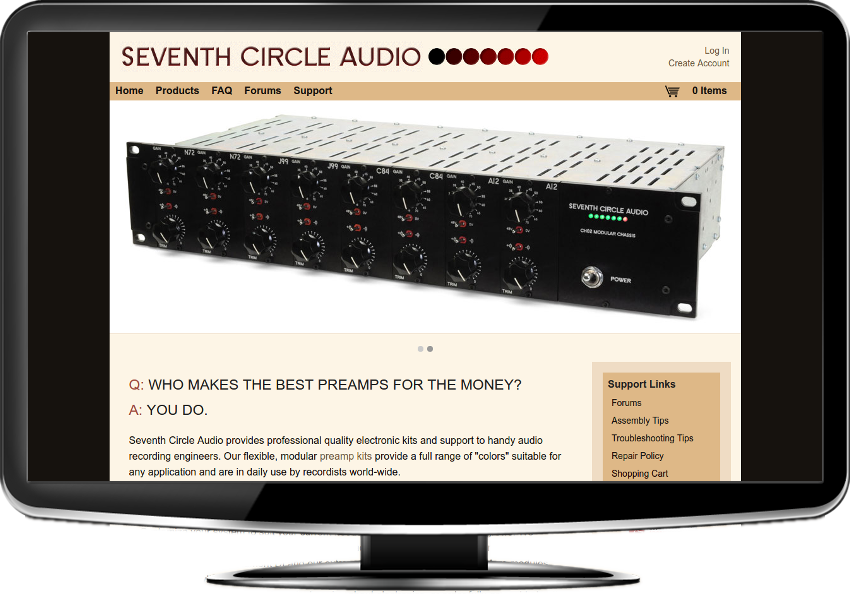 SEVENTH CIRCLE AUDIO
Log In
Create Account
Home Products FAQ Forums Support
0 Items
GAIN N72 GAIN N72 GAIN J99 GAIN J99 GAIN C84 GAIN C84 GAIN A12 GAIN A12
SEVENTH CIRCLE AUDIO
CH02 MODULAR CHASSIS
POWER
TRIM TRIM TRIM TRIM TRIM TRIM TRIM TRIM
Q: WHO MAKES THE BEST PREAMPS FOR THE MONEY?
A: YOU DO.
Seventh Circle Audio provides professional quality electronic kits and support to handy audio
recording engineers. Our flexible, modular preamp kits provide a full range of "colors" suitable for
any application and are in daily use by recordists world-wide.
Support Links
Forums
Assembly Tips
Troubleshooting Tips
Repair Policy
Shopping Cart